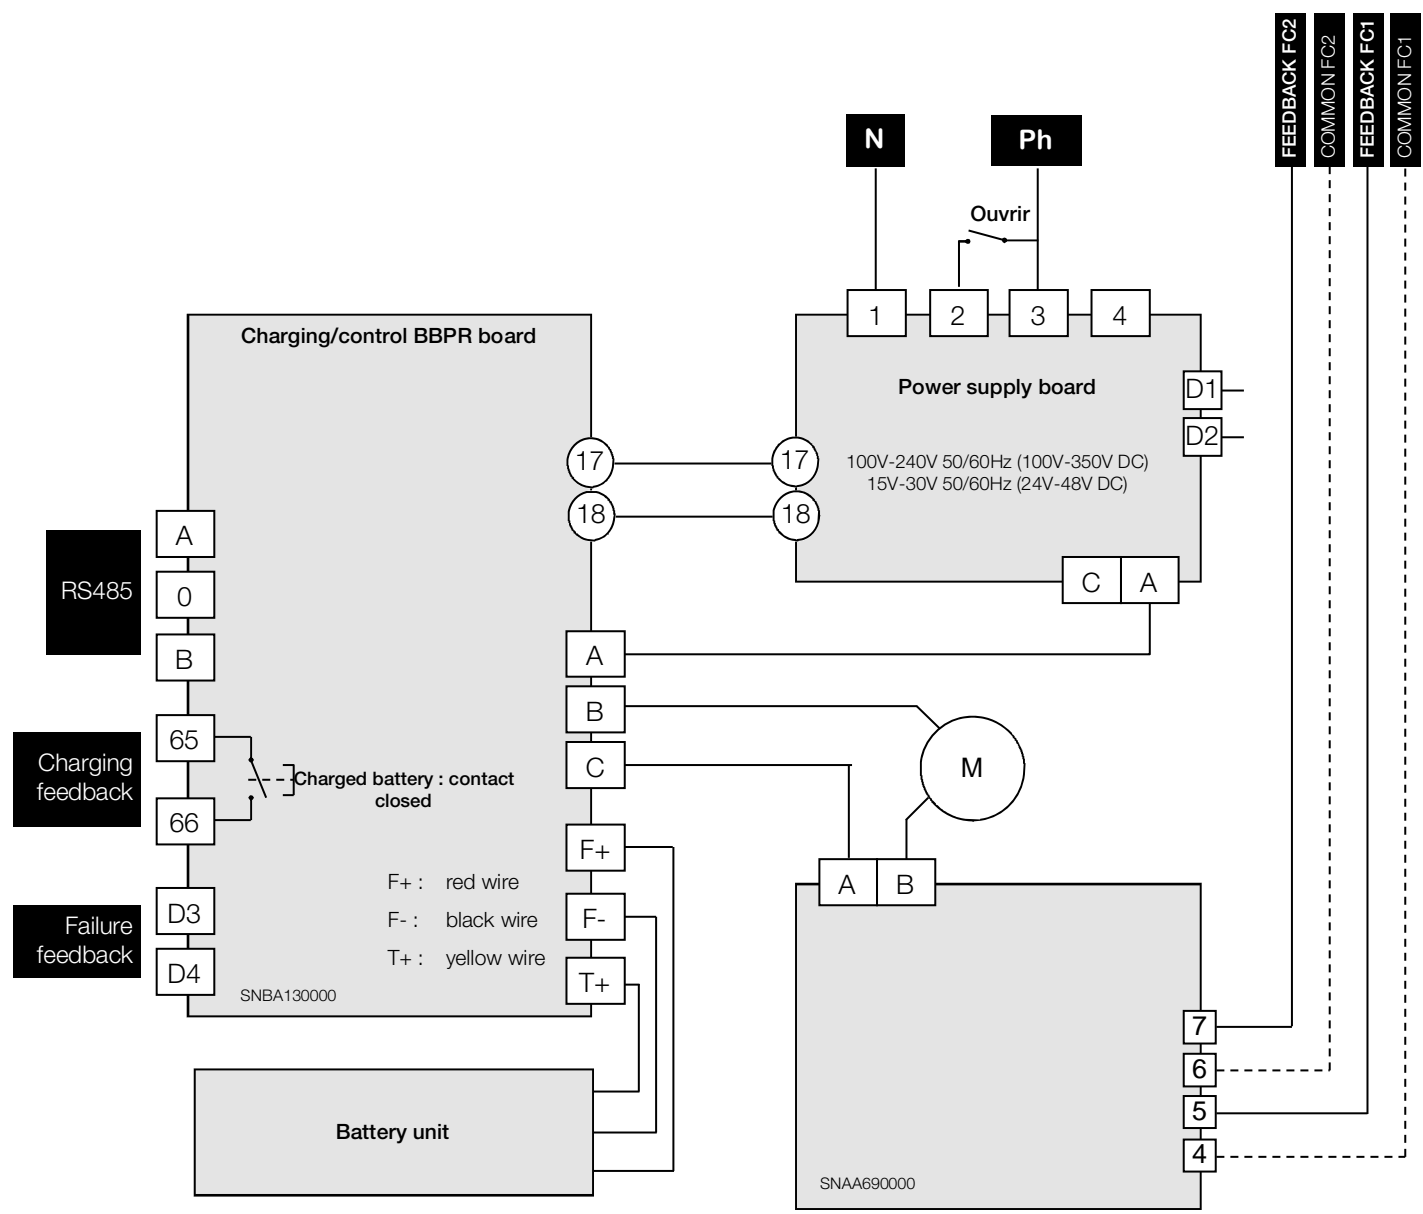 FEEDBACK FC2
COMMON FC2
FEEDBACK FC1
COMMON FC1
N
Ph
Ouvrir
1
2
3
4
Power supply board
100V-240V 50/60Hz (100V-350V DC)
15V-30V 50/60Hz (24V-48V DC)
D1
D2
17
18
C
A
Charging/control BBPR board
17
18
RS485
A
0
B
Charging
feedback
65
66
Charged battery : contact
closed
Failure
feedback
D3
D4
A
B
C
F+
F-
T+
F+ : red wire
F- : black wire
T+ : yellow wire
SNBA130000
Battery unit
M
A
B
7
6
5
4
SNAA690000